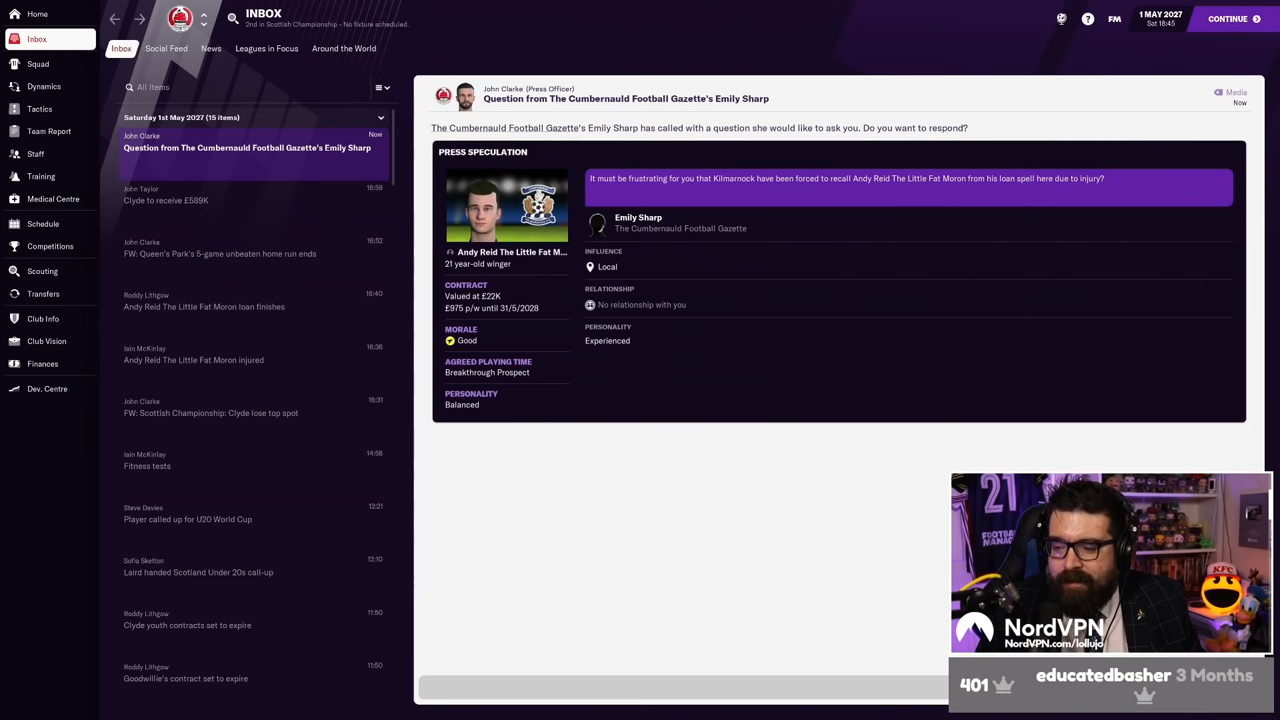 Home
Inbox
Squad
Dynamics
Tactics
Team Report
Staff
Training
Medical Centre
Schedule
Competitions
Scouting
Transfers
Club Info
Club Vision
Finances
Dev. Centre
INBOX
2nd in Scottish Championship - No fixture scheduled.
FM
1 MAY 2027
Sat 18:45
CONTINUE
Inbox
Social Feed
News
Leagues in Focus
Around the World
All Items
Saturday 1st May 2027 (15 items)
John Clarke
Now
Question from The Cumbernauld Football Gazette's Emily Sharp
John Taylor
16:59
Clyde to receive £589K
John Clarke
16:52
FW: Queen's Park's 5-game unbeaten home run ends
Roddy Lithgow
16:40
Andy Reid The Little Fat Moron loan finishes
Iain McKinlay
16:36
Andy Reid The Little Fat Moron injured
John Clarke
16:31
FW: Scottish Championship: Clyde lose top spot
Iain McKinlay
14:58
Fitness tests
Steve Davies
12:21
Player called up for U20 World Cup
Sofia Skelton
12:10
Laird handed Scotland Under 20s call-up
Roddy Lithgow
11:50
Clyde youth contracts set to expire
Roddy Lithgow
11:50
Goodwillie's contract set to expire
John Clarke (Press Officer)
Question from The Cumbernauld Football Gazette's Emily Sharp
Media
Now
The Cumbernauld Football Gazette's Emily Sharp has called with a question she would like to ask you. Do you want to respond?
PRESS SPECULATION
It must be frustrating for you that Kilmarnock have been forced to recall Andy Reid The Little Fat Moron from his loan spell here due to injury?
Andy Reid The Little Fat M...
21 year-old winger
CONTRACT
Valued at £22K
£975 p/w until 31/5/2028
MORALE
Good
AGREED PLAYING TIME
Breakthrough Prospect
PERSONALITY
Balanced
Emily Sharp
The Cumbernauld Football Gazette
INFLUENCE
Local
RELATIONSHIP
No relationship with you
PERSONALITY
Experienced
21
FOOTBALL
KFC
NordVPN
NordVPN.com/lollujo
401
educatedbasher 3 Months